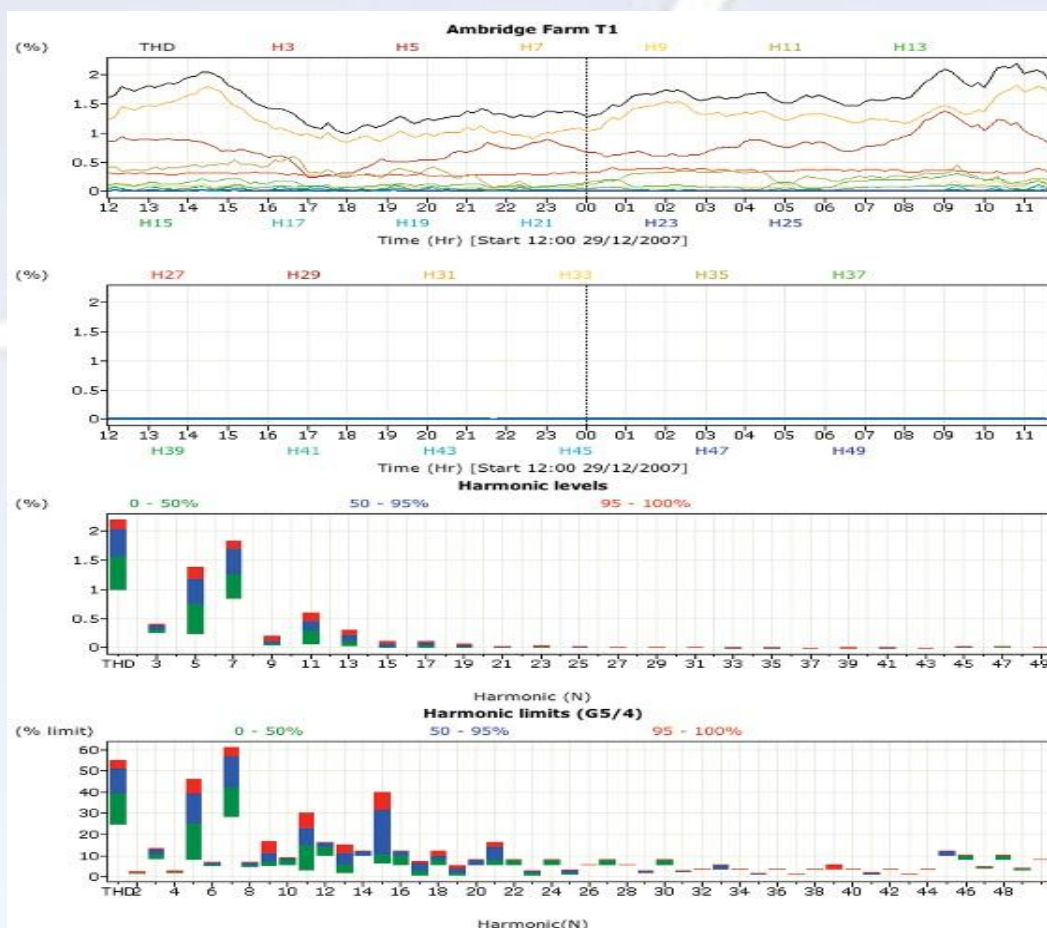 Ambridge Farm T1
(%) THD H3 H5 H7 H9 H11 H13
2
1.5
1
0.5
0
12 13 14 15 16 17 18 19 20 21 22 23 00 01 02 03 04 05 06 07 08 09 10 11
H15 H17 H19 H21 H23 H25
Time (Hr) [Start 12:00 29/12/2007]
(%) H27 H29 H31 H33 H35 H37
2
1.5
1
0.5
0
12 13 14 15 16 17 18 19 20 21 22 23 00 01 02 03 04 05 06 07 08 09 10 11
H39 H41 H43 H45 H47 H49
Time (Hr) [Start 12:00 29/12/2007]
Harmonic levels
(%) 0 - 50% 50 - 95% 95 - 100%
2
1.5
1
0.5
0
THD 3 5 7 9 11 13 15 17 19 21 23 25 27 29 31 33 35 37 39 41 43 45 47 49
Harmonic (N)
Harmonic limits (G5/4)
(% limit) 0 - 50% 50 - 95% 95 - 100%
60
50
40
30
20
10
0
THD2 4 6 8 10 12 14 16 18 20 22 24 26 28 30 32 34 36 38 40 42 44 46 48
Harmonic(N)